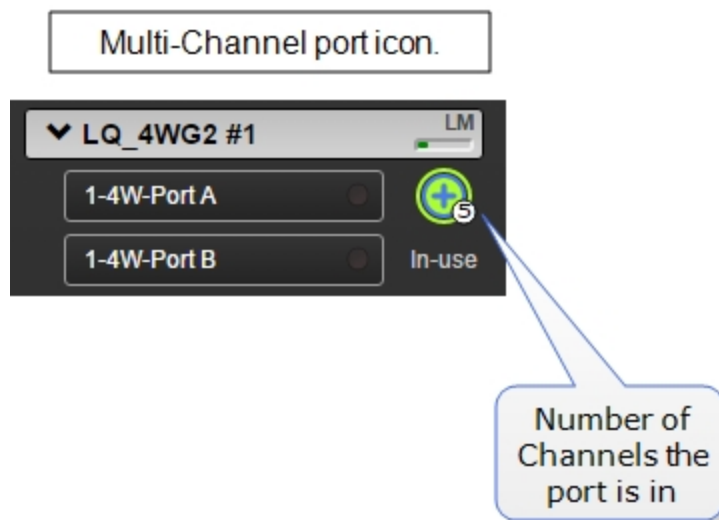 Multi-Channel port icon.
LQ_4WG2 #1 LM
1-4W-Port A 5
1-4W-Port B In-use
Number of
Channels the
port is in